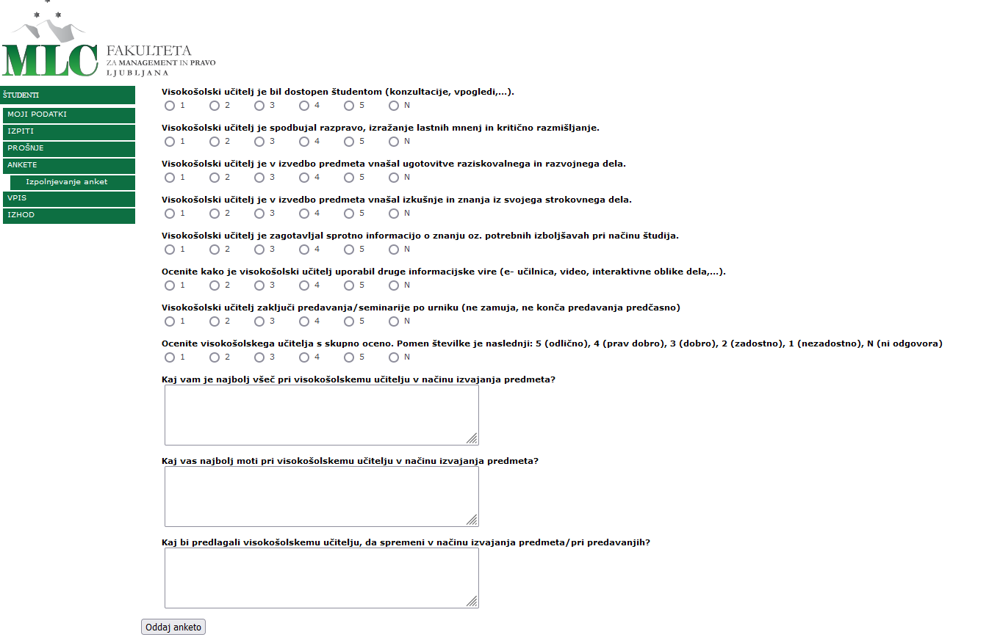 MLC FAKULTETA
ZA MANAGEMENT IN PRAVO
LJUBLJANA
ŠTUDENTI
MOJI PODATKI
IZPITI
PROŠNJE
ANKETE
Izpolnjevanje anket
VPIS
IZHOD
Visokošolski učitelj je bil dostopen študentom (konzultacije, vpogledi,...).
1 2 3 4 5 N
Visokošolski učitelj je spodbujal razpravo, izražanje lastnih mnenj in kritično razmišljanje.
1 2 3 4 5 N
Visokošolski učitelj je v izvedbo predmeta vnašal ugotovitve raziskovalnega in razvojnega dela.
1 2 3 4 5 N
Visokošolski učitelj je v izvedbo predmeta vnašal izkušnje in znanja iz svojega strokovnega dela.
1 2 3 4 5 N
Visokošolski učitelj je zagotavljal sprotno informacijo o znanju oz. potrebnih izboljšavah pri načinu študija.
1 2 3 4 5 N
Ocenite kako je visokošolski učitelj uporabil druge informacijske vire (e- učilnica, video, interaktivne oblike dela,...).
1 2 3 4 5 N
Visokošolski učitelj zaključi predavanja/seminarije po urniku (ne zamuja, ne konča predavanja predčasno)
1 2 3 4 5 N
Ocenite visokošolskega učitelja s skupno oceno. Pomen številke je naslednji: 5 (odlično), 4 (prav dobro), 3 (dobro), 2 (zadostno), 1 (nezadostno), N (ni odgovora)
1 2 3 4 5 N
Kaj vam je najbolj všeč pri visokošolskemu učitelju v načinu izvajanja predmeta?
Kaj vas najbolj moti pri visokošolskemu učitelju v načinu izvajanja predmeta?
Kaj bi predlagali visokošolskemu učitelju, da spremeni v načinu izvajanja predmeta/pri predavanjih?
Oddaj anketo